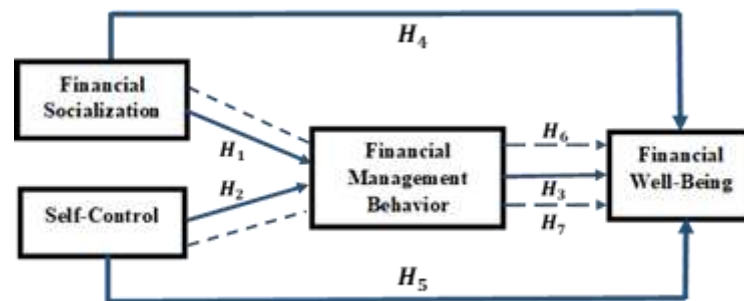 H4
Financial
Socialization
H1
H6
Financial
Management
Behavior
Financial
Well-Being
H2
H3
Self-Control
H7
H5